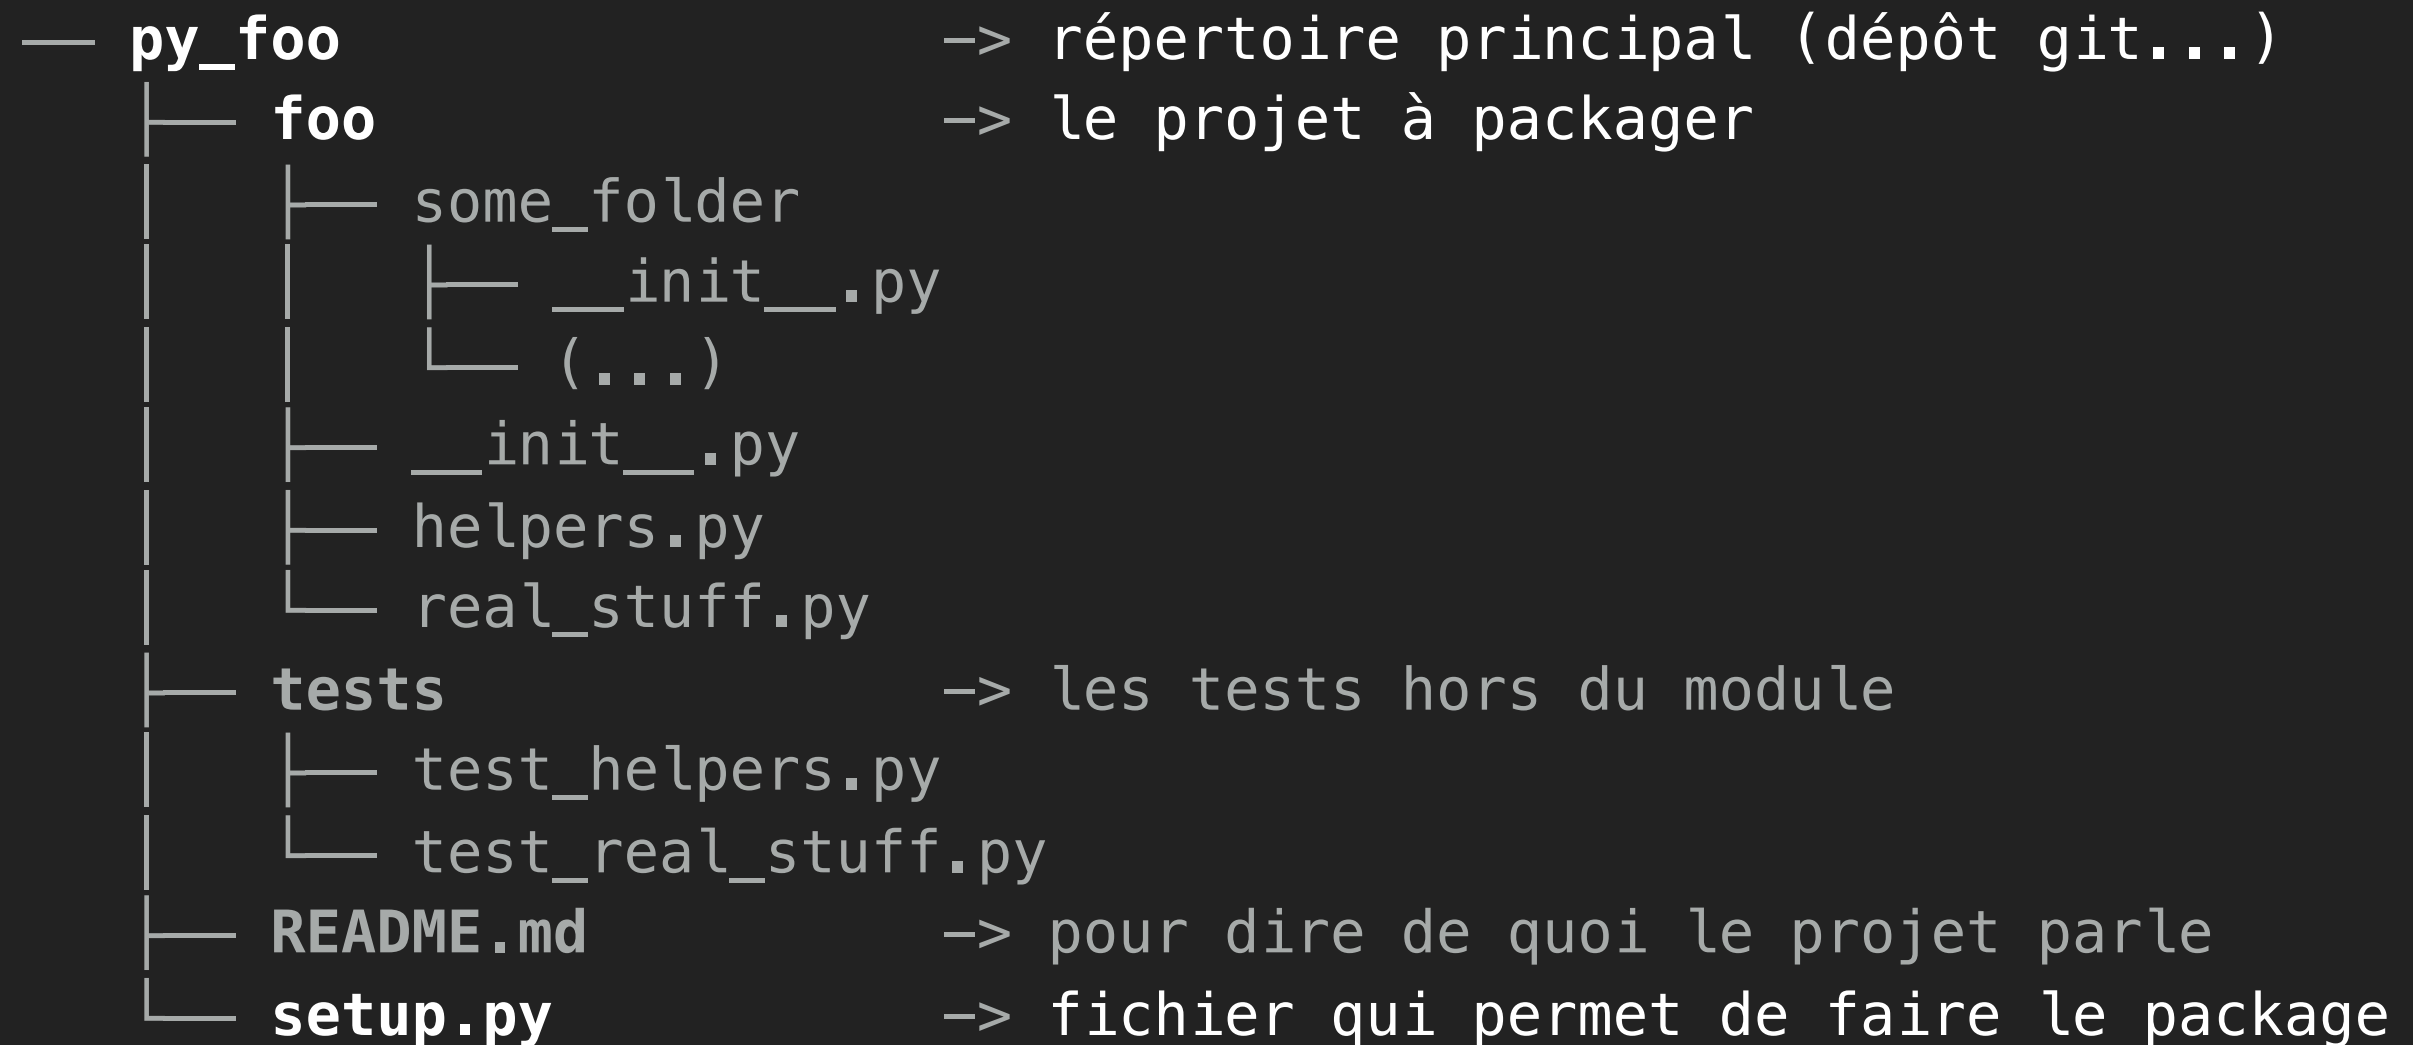 ── py_foo -> répertoire principal (dépôt git...)
├── foo -> le projet à packager
│   ├── some_folder
│   │   ├── __init__.py
│   │   └── (...)
│   ├── __init__.py
│   ├── helpers.py
│   └── real_stuff.py
├── tests -> les tests hors du module
│   ├── test_helpers.py
│   └── test_real_stuff.py
├── README.md -> pour dire de quoi le projet parle
└── setup.py -> fichier qui permet de faire le package